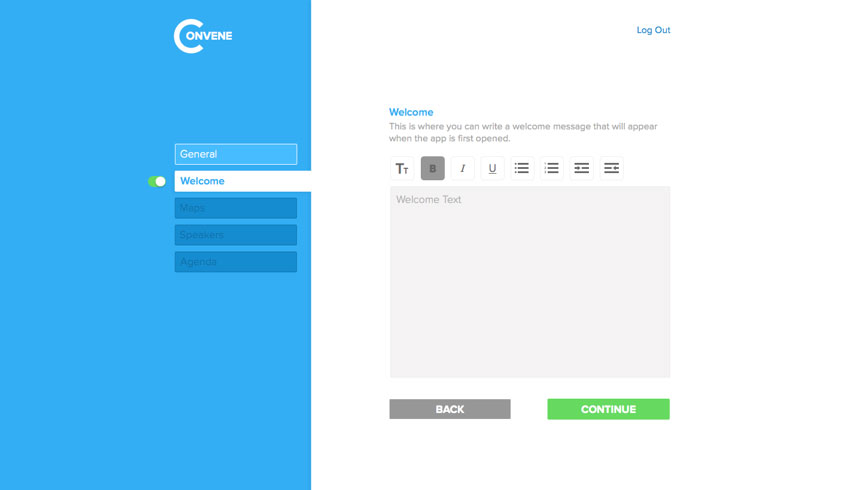 CONVENE
Log Out
General
Welcome
Maps
Speakers
Agenda
Welcome
This is where you can write a welcome message that will appear
when the app is first opened.
TT B I U
Welcome Text
BACK
CONTINUE